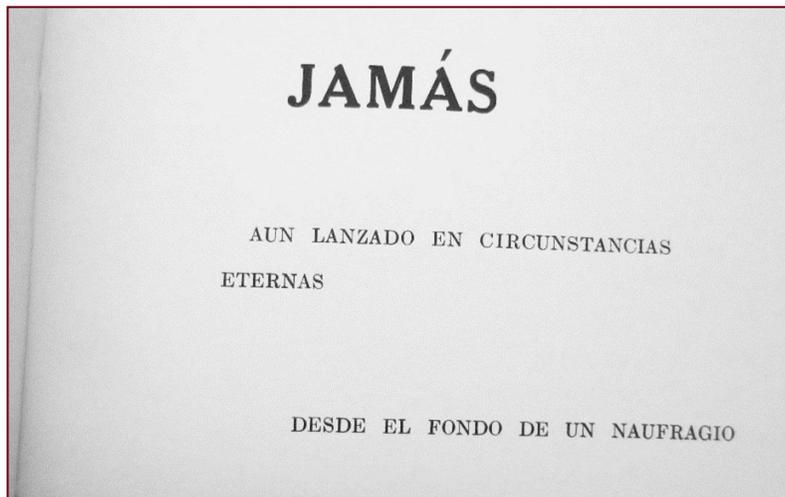 JAMÁS
AUN LANZADO EN CIRCUNSTANCIAS
ETERNAS
DESDE EL FONDO DE UN NAUFRAGIO